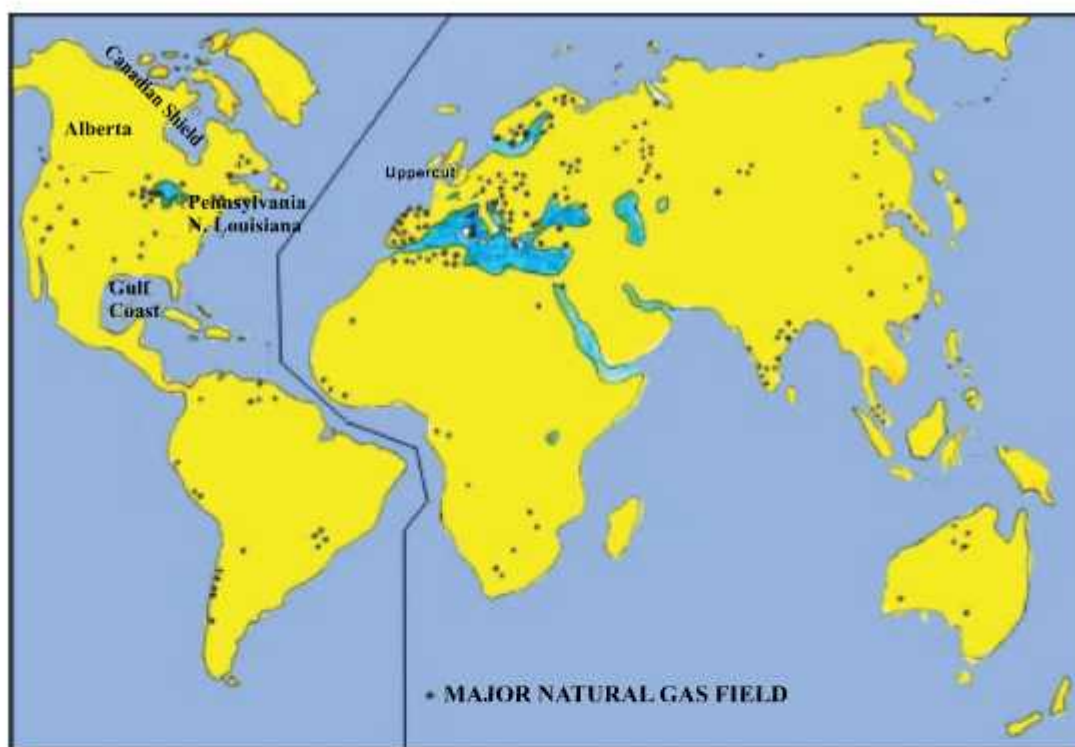 Canadian Shield
Alberta
Uppercut
Pennsylvania
N. Louisiana
Gulf
Coast
MAJOR NATURAL GAS FIELD